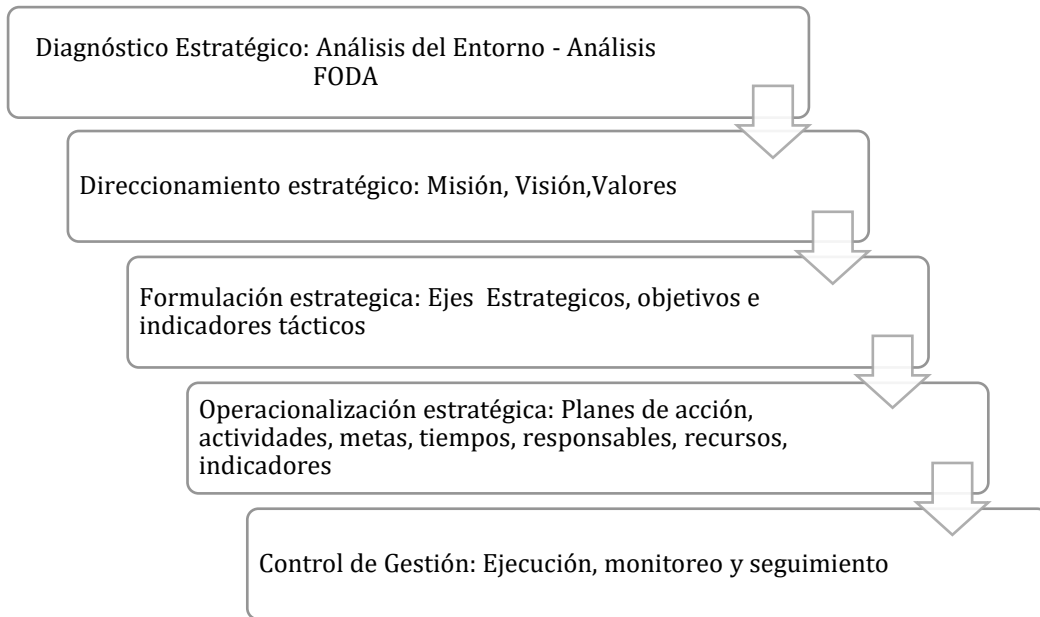 Diagnóstico Estratégico: Análisis del Entorno - Análisis
FODA
Direccionamiento estratégico: Misión, Visión,Valores
Formulación estrategica: Ejes  Estrategicos, objetivos e
indicadores tácticos
Operacionalización estratégica: Planes de acción,
actividades, metas, tiempos, responsables, recursos,
indicadores
Control de Gestión: Ejecución, monitoreo y seguimiento